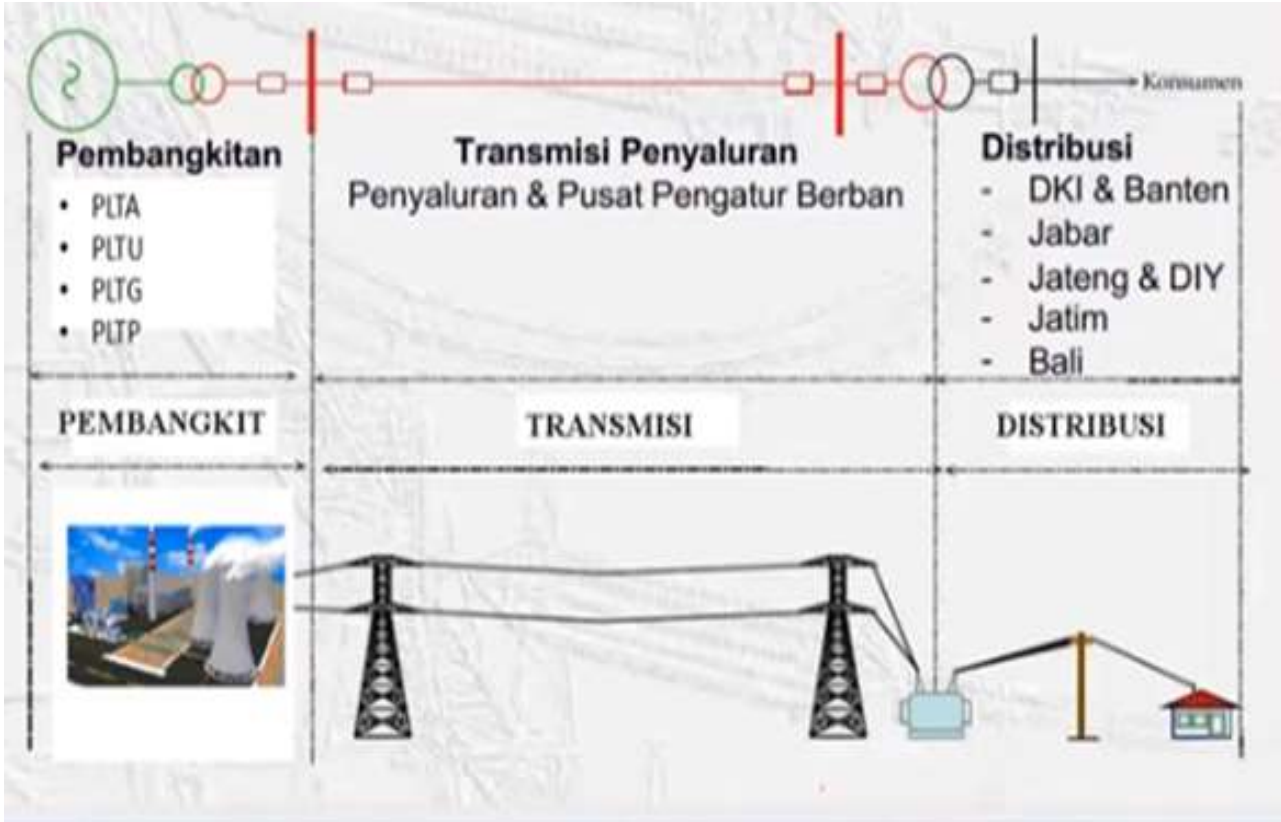 Konsumen
Pembangkitan
• PLTA
• PLTU
• PLTG
• PLTP
Transmisi Penyaluran
Penyaluran & Pusat Pengatur Berban
Distribusi
- DKI & Banten
- Jabar
- Jateng & DIY
- Jatim
- Bali
PEMBANGKIT
TRANSMISI
DISTRIBUSI